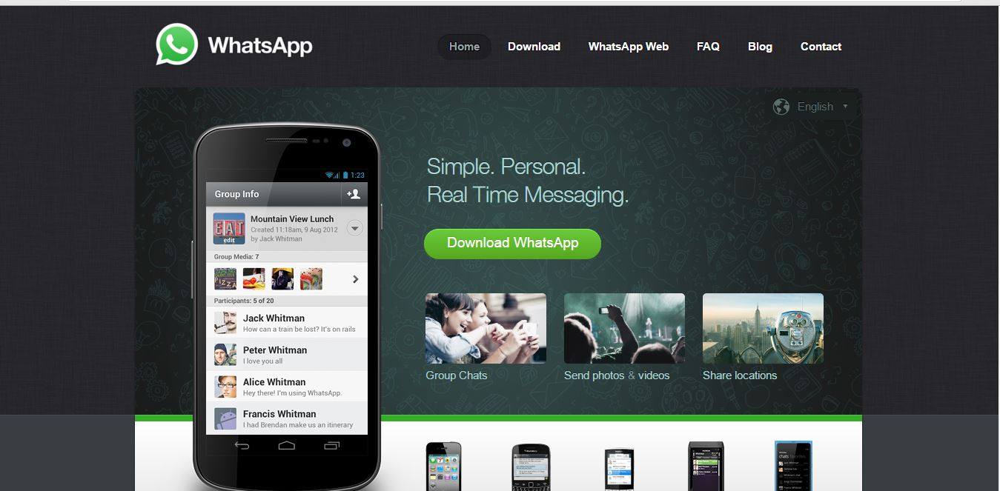 WhatsApp
Home
Download
WhatsApp Web
FAQ
Blog
Contact
English
Simple. Personal.
Real Time Messaging.
Download WhatsApp
Group Chats
Send photos & videos
Share locations
1:23
Group Info
EAT
edit
Mountain View Lunch
Created 11:18am, 9 Aug 2012
by Jack Whitman
Group Media: 7
PIZZA
Participants: 5 of 20
Jack Whitman
How can a train be lost? It's on rails
Peter Whitman
I love you all
Alice Whitman
Hey there! I'm using WhatsApp.
Francis Whitman
I had Brendan make us an itinerary
chats favorites